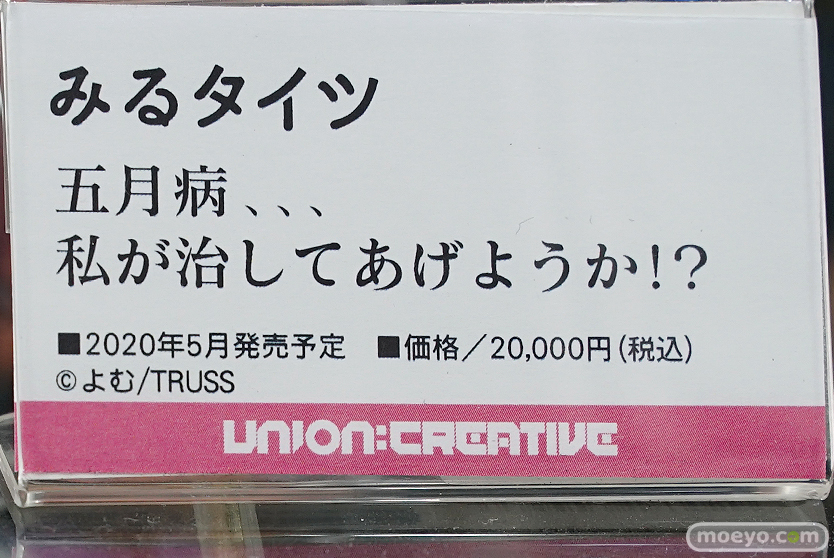 みるタイツ
五月病、、、
私が治してあげようか!?
■2020年5月発売予定 ■価格／20,000円(税込)
©よむ/TRUSS
UNION:CREATIVE
moeyo.com